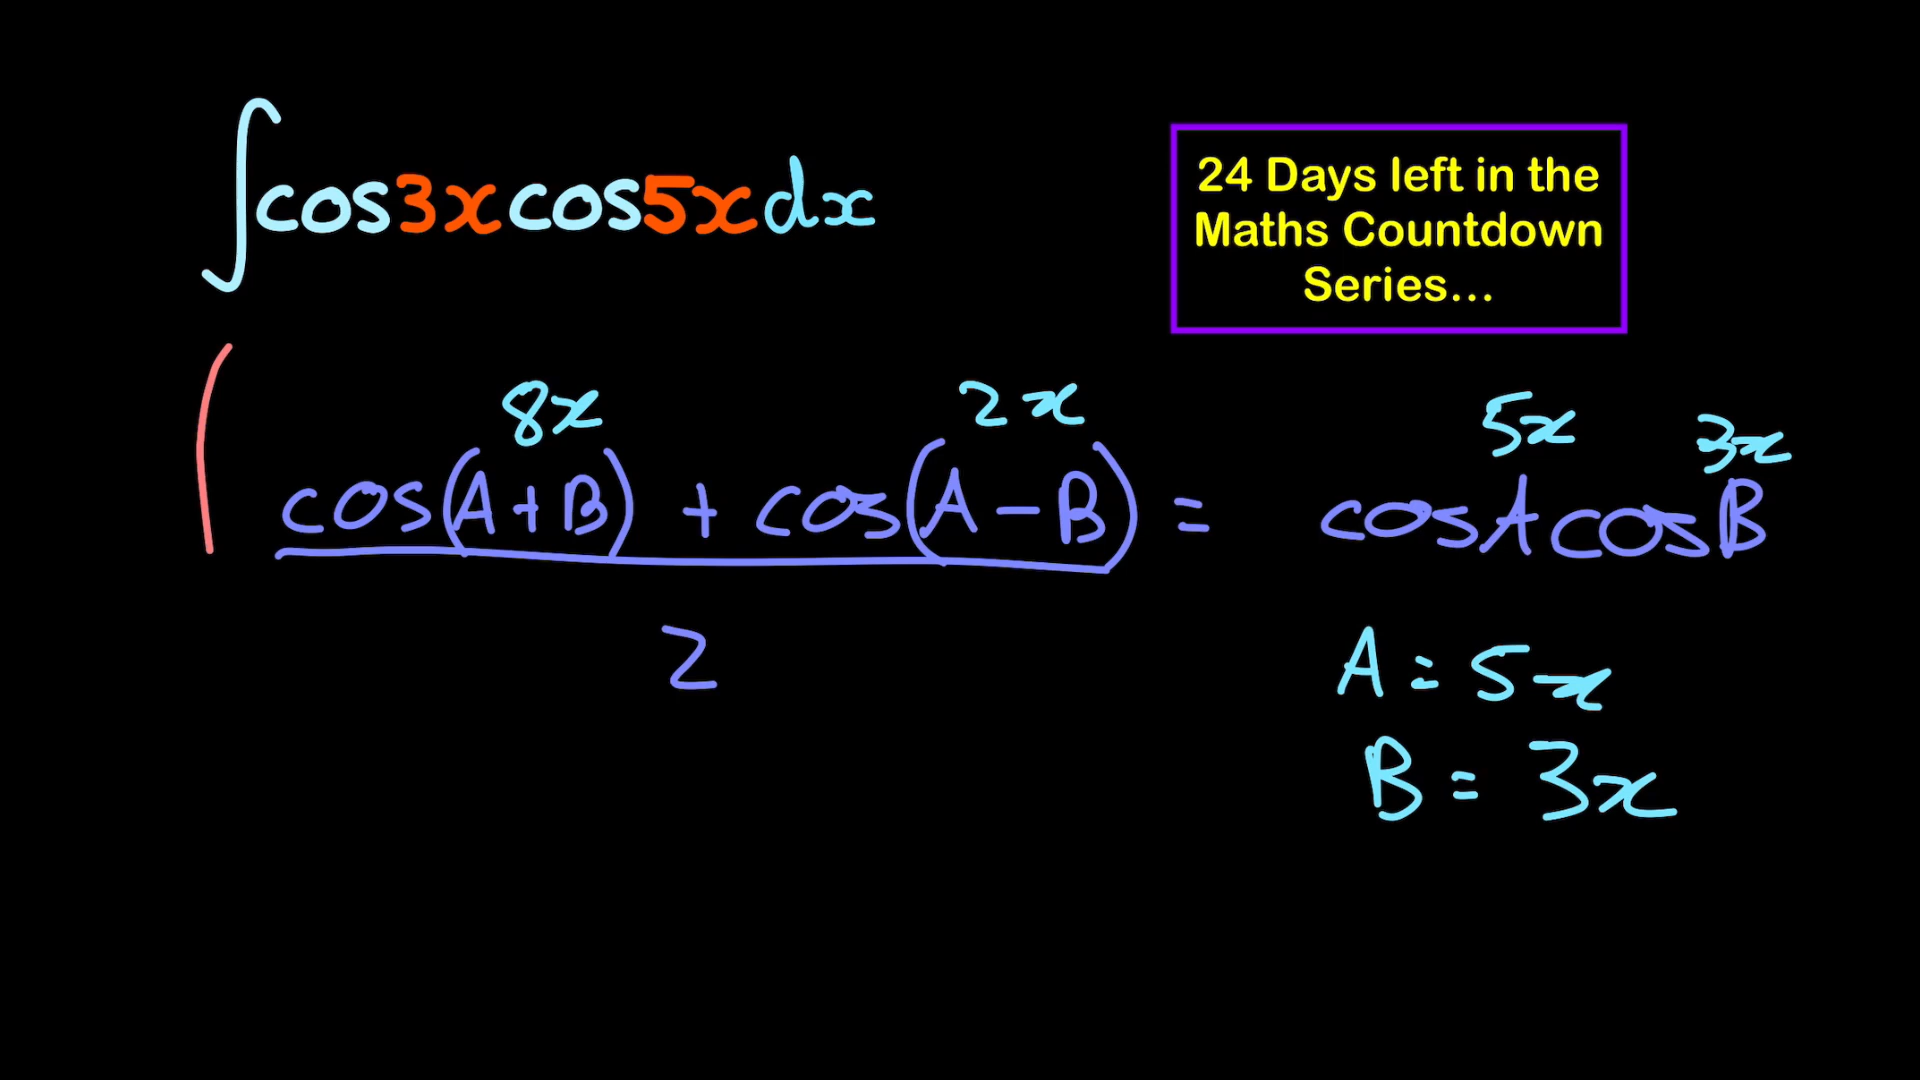 ∫cos3xcos5xdx
24 Days left in the
Maths Countdown
Series...
8x 2x 5x 3x
cos(A+B) + cos(A-B) = cosAcosB
2
A = 5x
B = 3x